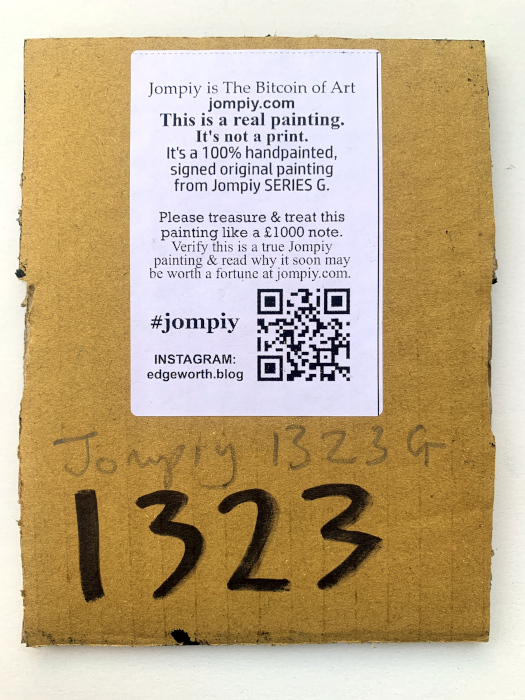 Jompiy is The Bitcoin of Art
jompiy.com
This is a real painting.
It's not a print.
It's a 100% handpainted,
signed original painting
from Jompiy SERIES G.
Please treasure & treat this
painting like a £1000 note.
Verify this is a true Jompiy
painting & read why it soon may
be worth a fortune at jompiy.com.
#jompiy
INSTAGRAM:
edgeworth.blog
Jompiy 1323 G
1323